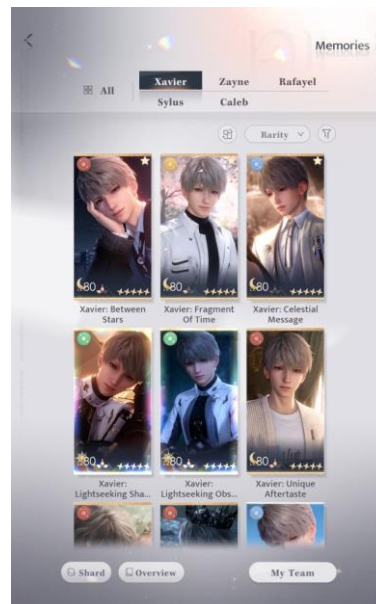 Memories
All
Xavier
Zayne
Rafayel
Sylus
Caleb
Rarity
80
80
80
Xavier: Between
Stars
Xavier: Fragment
Of Time
Xavier: Celestial
Message
80
80
80
Xavier:
Lightseeking Sha...
Xavier:
Lightseeking Obs...
Xavier: Unique
Aftertaste
Shard
Overview
My Team